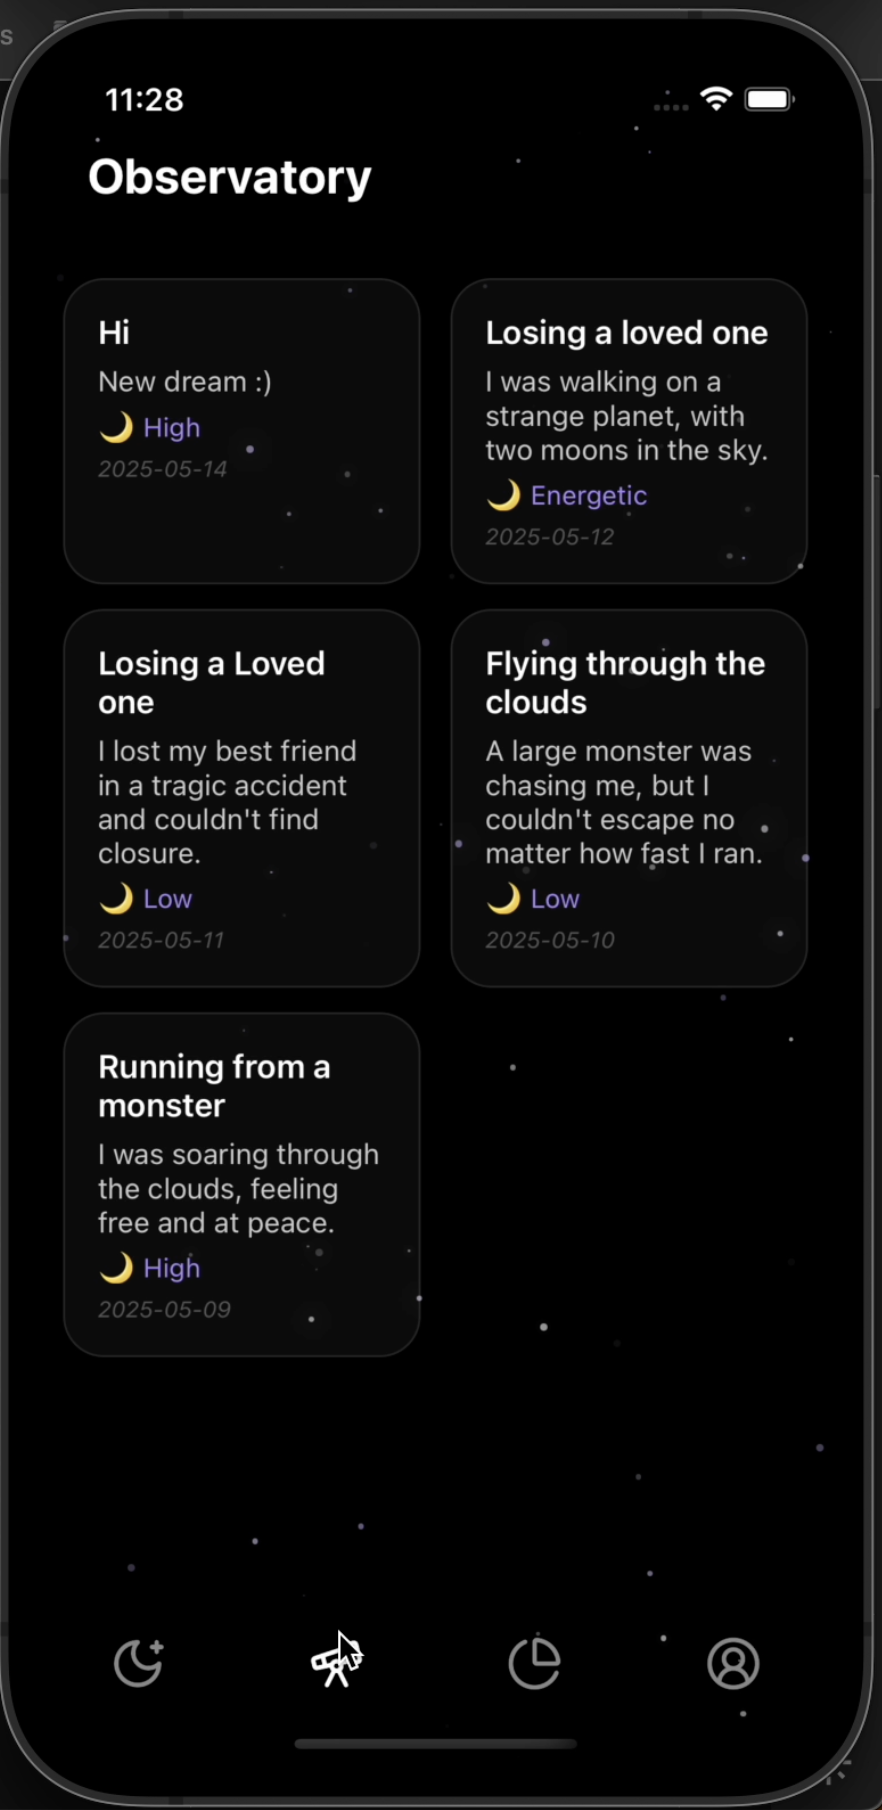 s
11:28
Observatory
Hi
New dream :)
🌙 High
2025-05-14
Losing a loved one
I was walking on a
strange planet, with
two moons in the sky.
🌙 Energetic
2025-05-12
Losing a Loved
one
I lost my best friend
in a tragic accident
and couldn't find
closure.
🌙 Low
2025-05-11
Flying through the
clouds
A large monster was
chasing me, but I
couldn't escape no
matter how fast I ran.
🌙 Low
2025-05-10
Running from a
monster
I was soaring through
the clouds, feeling
free and at peace.
🌙 High
2025-05-09